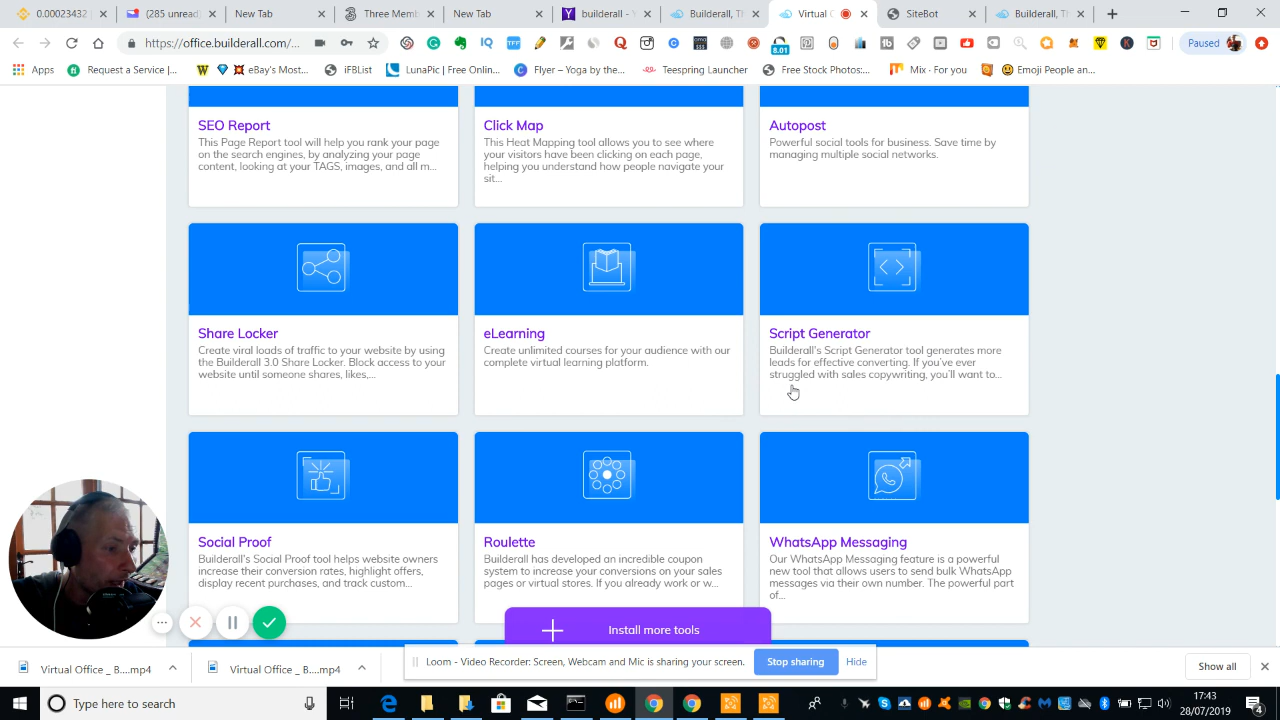 0.00023432
(285 unread)
Three Memb
New Tab
builderall -
Builderall, T
Virtual C
SiteBot
Builderall, T
https://office.builderall.com/...
8.01
Paused
Apps
Request a Service |...
eBay's Most...
iFBList
LunaPic | Free Onlin...
Flyer – Yoga by the...
Teespring Launcher
Free Stock Photos:...
Mix · For you
Emoji People an...
SEO Report
This Page Report tool will help you rank your page
on the search engines, by analyzing your page
content, looking at your TAGS, images, and all m...
Click Map
This Heat Mapping tool allows you to see where
your visitors have been clicking on each page,
helping you understand how people navigate your
sit...
Autopost
Powerful social tools for business. Save time by
managing multiple social networks.
Share Locker
Create viral loads of traffic to your website by using
the Builderall 3.0 Share Locker. Block access to your
website until someone shares, likes,...
eLearning
Create unlimited courses for your audience with our
complete virtual learning platform.
Script Generator
Builderall's Script Generator tool generates more
leads for effective converting. If you've ever
struggled with sales copywriting, you'll want to...
Social Proof
Builderall's Social Proof tool helps website owners
increase their conversion rates, highlight offers,
display recent purchases, and track custom...
Roulette
Builderall has developed an incredible coupon
system to increase your conversions on your sales
pages or virtual stores. If you already work or w...
WhatsApp Messaging
Our WhatsApp Messaging feature is a powerful
new tool that allows users to send bulk WhatsApp
messages via their own number. The powerful part
of...
Install more tools
Loom - Video Recorder: Screen, Webcam and Mic is sharing your screen.
Stop sharing
Hide
Virtual Office _ B....mp4
Virtual Office _ B....mp4
Show all
Type here to search
17:43
28/07/2019
4